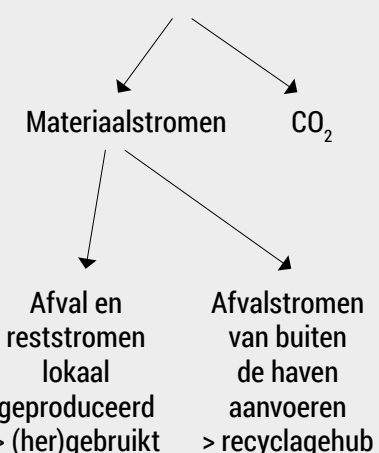 Materiaalstromen
CO₂
Afval en
reststromen
lokaal
geproduceerd
> (her)gebruikt
Afvalstromen
van buiten
de haven
aanvoeren
> recyclagehub